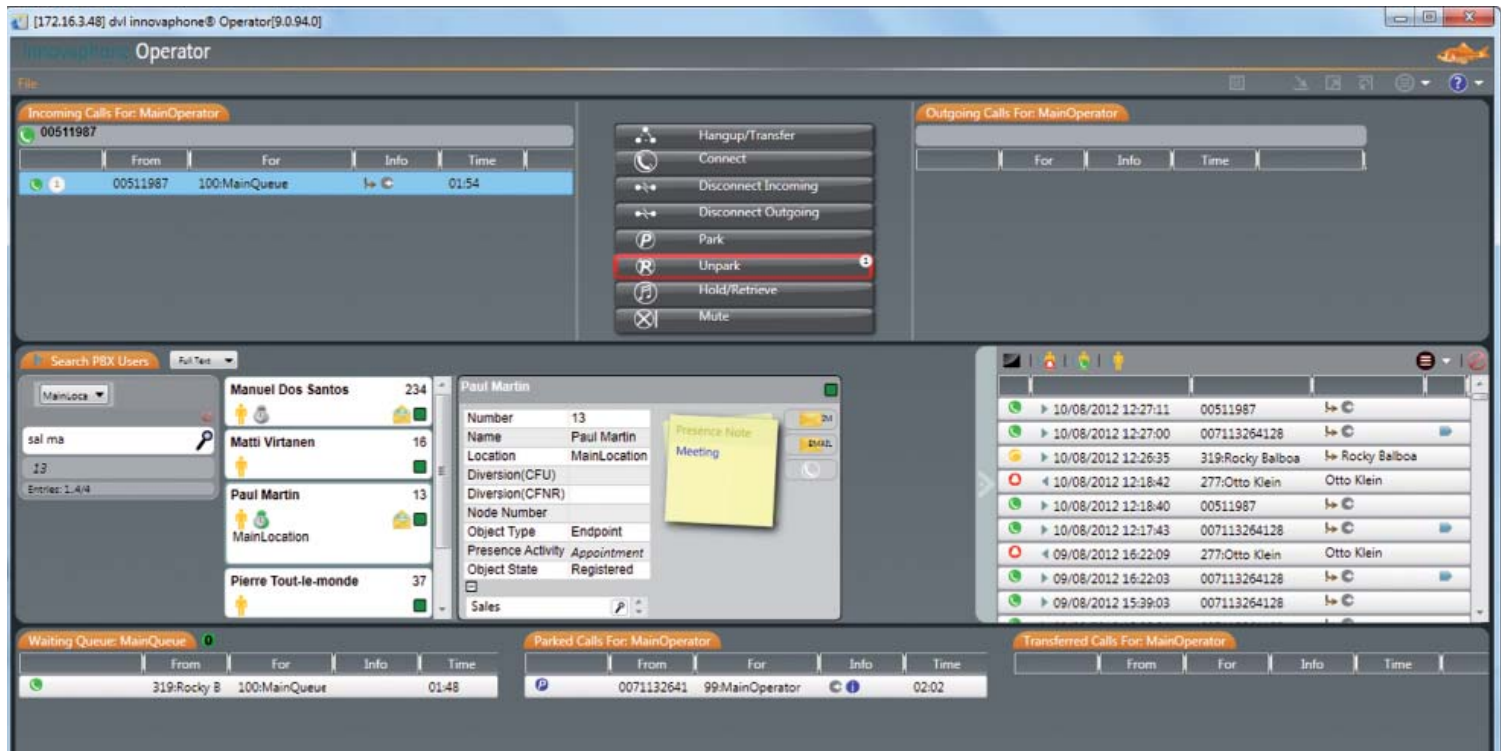 [172.16.3.48] dvl innovaphone® Operator[9.0.94.0]
innovaphone Operator
File
Incoming Calls For: MainOperator
00511987
From For Info Time
1 00511987 100:MainQueue 01:54
Hangup/Transfer
Connect
Disconnect Incoming
Disconnect Outgoing
P Park
R Unpark 1
Hold/Retrieve
Mute
Outgoing Calls For: MainOperator
For Info Time
Search PBX Users Full Text
MainLoca
sal ma
13
Entries: 1..4/4
Manuel Dos Santos 234
Matti Virtanen 16
Paul Martin 13
MainLocation
Pierre Tout-le-monde 37
Paul Martin
Number 13
Name Paul Martin
Location MainLocation
Diversion(CFU)
Diversion(CFNR)
Node Number
Object Type Endpoint
Presence Activity Appointment
Object State Registered
Sales
Presence Note
Meeting
IM
EMAIL
10/08/2012 12:27:11 00511987
10/08/2012 12:27:00 007113264128
10/08/2012 12:26:35 319:Rocky Balboa Rocky Balboa
10/08/2012 12:18:42 277:Otto Klein Otto Klein
10/08/2012 12:18:40 00511987
10/08/2012 12:17:43 007113264128
09/08/2012 16:22:09 277:Otto Klein Otto Klein
09/08/2012 16:22:03 007113264128
09/08/2012 15:39:03 007113264128
Waiting Queue: MainQueue 0
From For Info Time
319:Rocky B 100:MainQueue 01:48
Parked Calls For: MainOperator
From For Info Time
P 0071132641 99:MainOperator 02:02
Transferred Calls For: MainOperator
From For Info Time